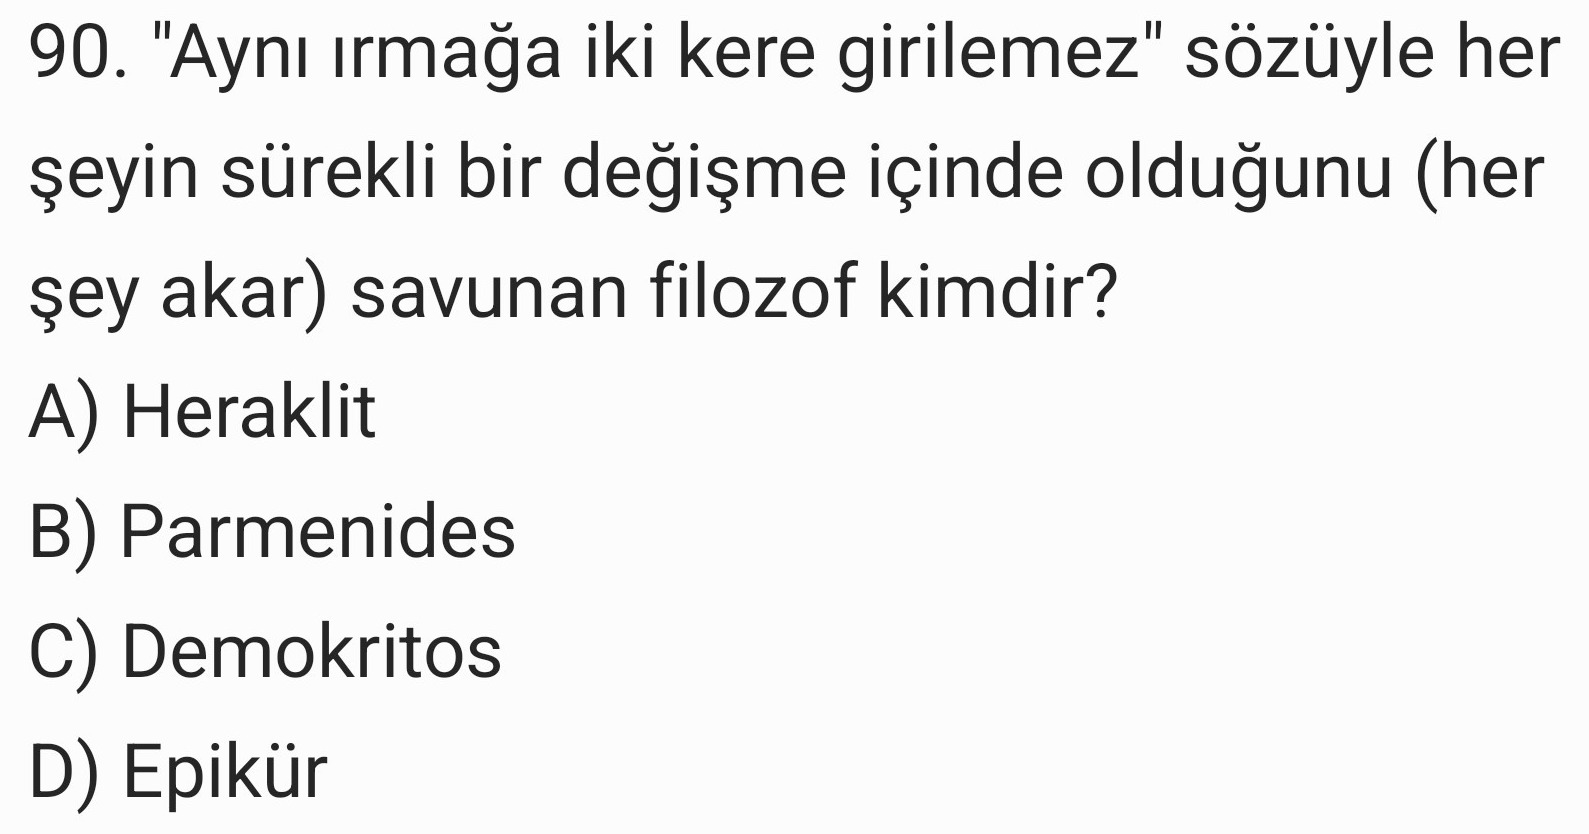 90. "Aynı ırmağa iki kere girilemez" sözüyle her
şeyin sürekli bir değişme içinde olduğunu (her
şey akar) savunan filozof kimdir?
A) Heraklit
B) Parmenides
C) Demokritos
D) Epikür